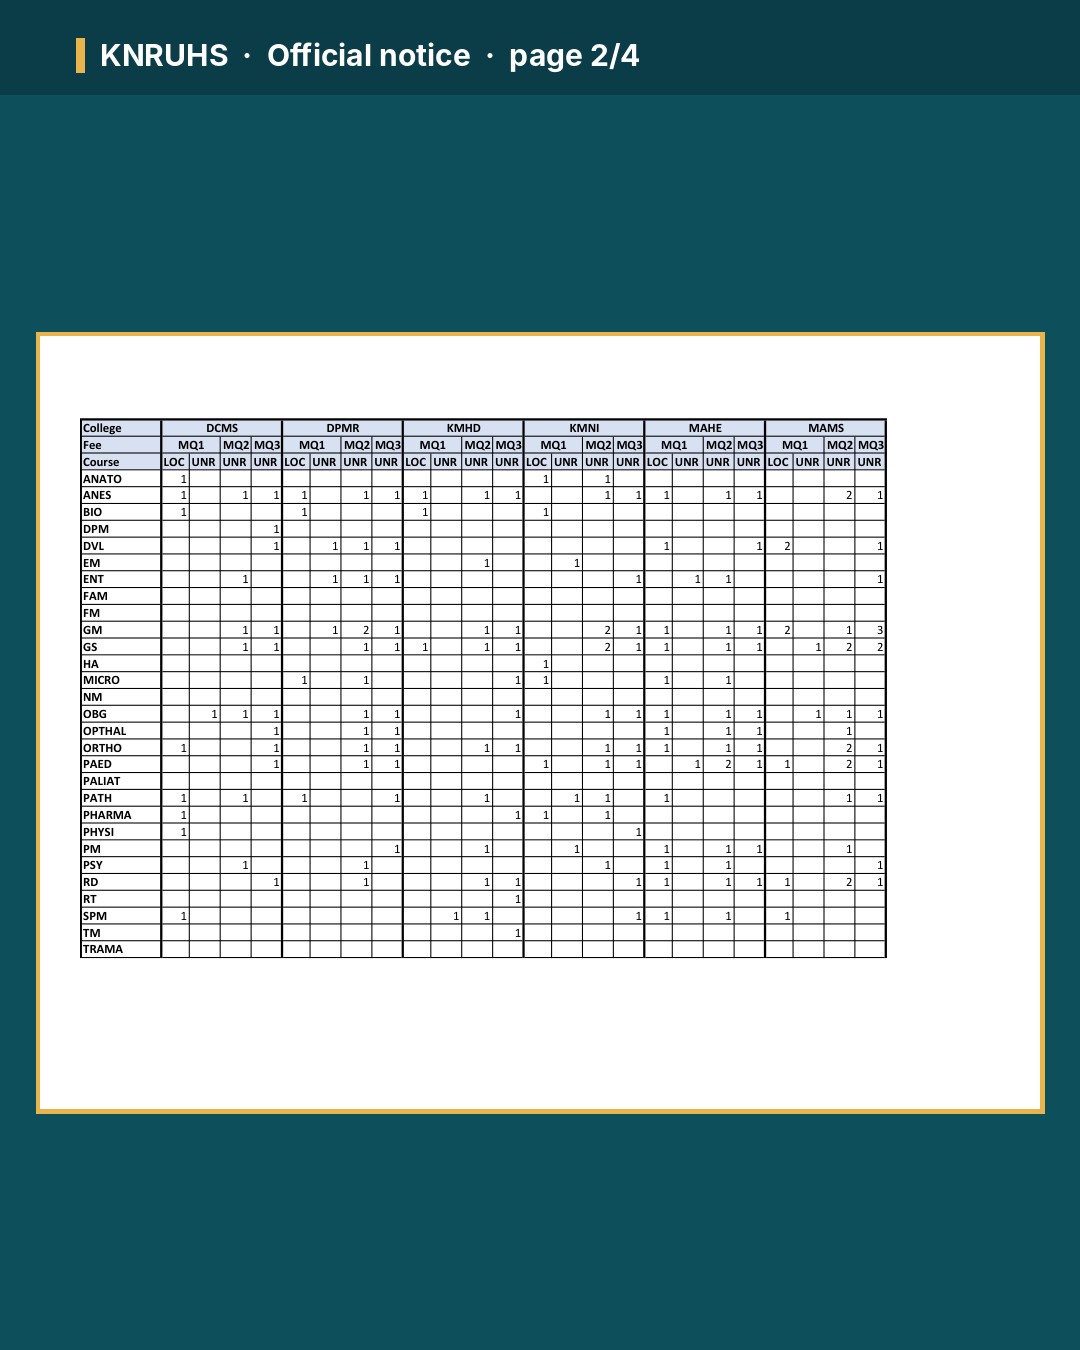 KNRUHS · Official notice · page 2/4
College DCMS DPMR KMHD KMNI MAHE MAMS
Fee MQ1 MQ2 MQ3 MQ1 MQ2 MQ3 MQ1 MQ2 MQ3 MQ1 MQ2 MQ3 MQ1 MQ2 MQ3 MQ1 MQ2 MQ3
Course LOC UNR UNR UNR LOC UNR UNR UNR LOC UNR UNR UNR LOC UNR UNR UNR LOC UNR UNR UNR LOC UNR UNR UNR
ANATO 1 1 1
ANES 1 1 1 1 1 1 1 1 1 1 1 1 1 1 2 1
BIO 1 1 1 1
DPM 1
DVL 1 1 1 1 1 1 2 1
EM 1 1
ENT 1 1 1 1 1 1 1 1
FAM
FM
GM 1 1 1 2 1 1 1 2 1 1 1 1 2 1 3
GS 1 1 1 1 1 1 1 2 1 1 1 1 1 2 2
HA 1
MICRO 1 1 1 1 1 1
NM
OBG 1 1 1 1 1 1 1 1 1 1 1 1 1 1
OPTHAL 1 1 1 1 1 1 1
ORTHO 1 1 1 1 1 1 1 1 1 1 1 2 1
PAED 1 1 1 1 1 1 1 2 1 1 2 1
PALIAT
PATH 1 1 1 1 1 1 1 1 1 1
PHARMA 1 1 1 1
PHYSI 1 1
PM 1 1 1 1 1 1 1
PSY 1 1 1 1 1 1
RD 1 1 1 1 1 1 1 1 1 2 1
RT 1
SPM 1 1 1 1 1 1 1
TM 1
TRAMA